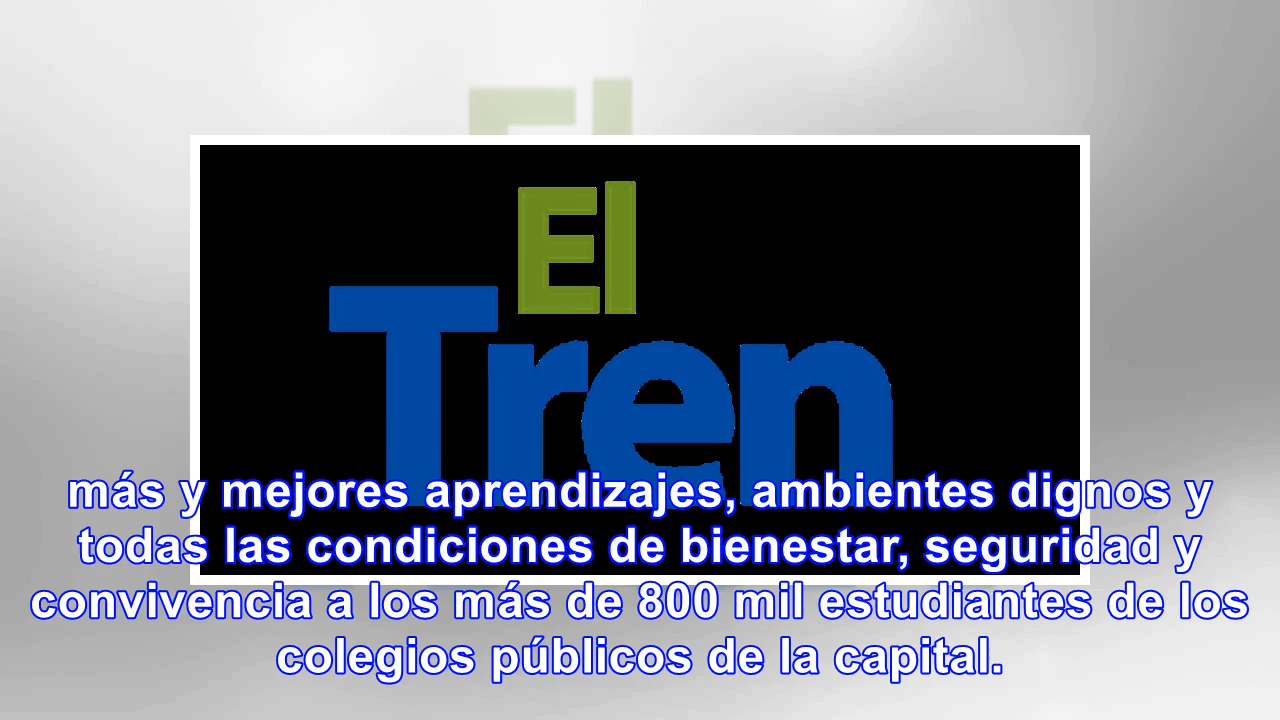 El
Tren
más y mejores aprendizajes, ambientes dignos y
todas las condiciones de bienestar, seguridad y
convivencia a los más de 800 mil estudiantes de los
colegios públicos de la capital.